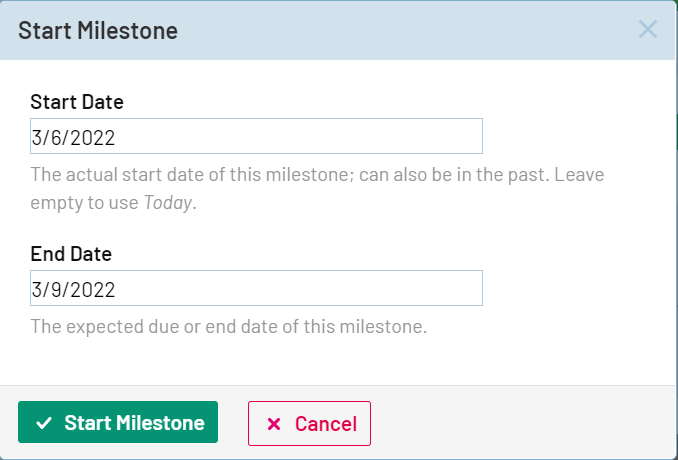 Start Milestone
Start Date
3/6/2022
The actual start date of this milestone; can also be in the past. Leave
empty to use Today.
End Date
3/9/2022
The expected due or end date of this milestone.
Start Milestone
Cancel